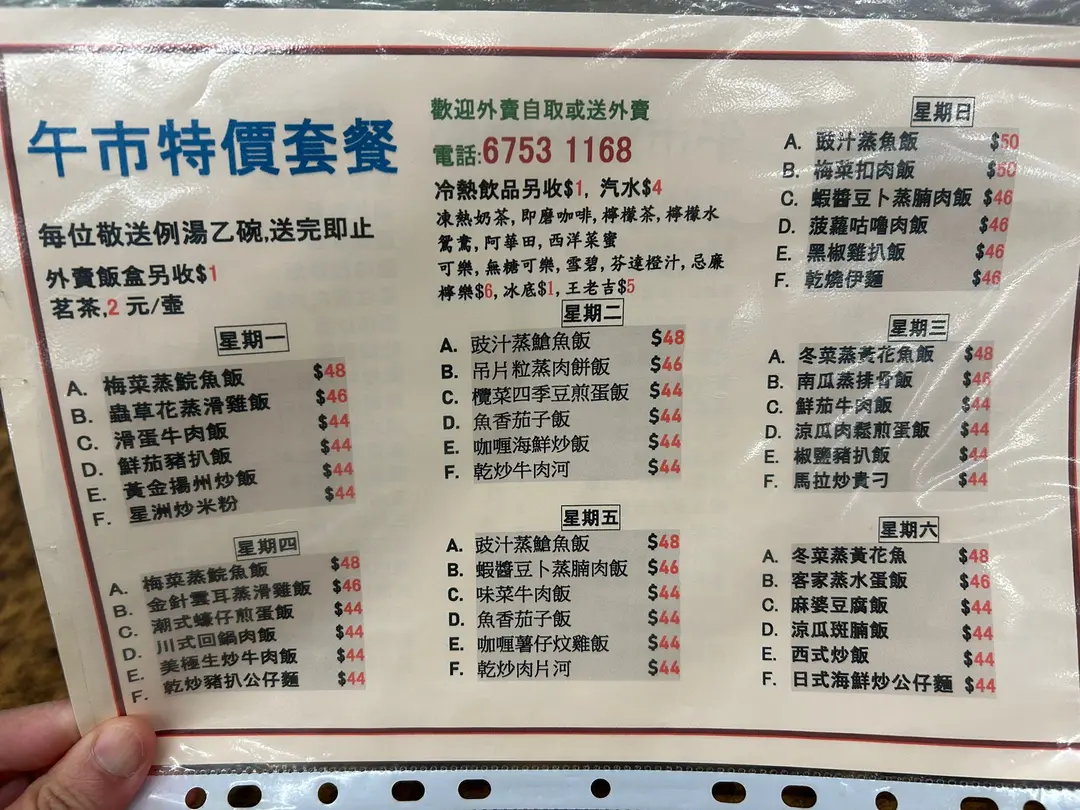 午市特價套餐
每位敬送例湯乙碗,送完即止
外賣飯盒另收$1
茗茶,2 元/壺
歡迎外賣自取或送外賣
電話:6753 1168
冷熱飲品另收$1, 汽水$4
凍熱奶茶,即磨咖啡,檸檬茶,檸檬水
鴛鴦,阿華田,西洋菜蜜
可樂,無糖可樂,雪碧,芬達橙汁,忌廉
檸樂$6,冰底$1,王老吉$5
星期一
A. 梅菜蒸鯇魚飯 $48
B. 蟲草花蒸滑雞飯 $46
C. 滑蛋牛肉飯 $44
D. 鮮茄豬扒飯 $44
E. 黃金揚州炒飯 $44
F. 星洲炒米粉 $44
星期二
A. 豉汁蒸鱠魚飯 $48
B. 吊片粒蒸肉餅飯 $46
C. 欖菜四季豆煎蛋飯 $44
D. 魚香茄子飯 $44
E. 咖喱海鮮炒飯 $44
F. 乾炒牛肉河 $44
星期三
A. 冬菜蒸黃花魚飯 $48
B. 南瓜蒸排骨飯 $46
C. 鮮茄牛肉飯 $44
D. 涼瓜肉鬆煎蛋飯 $44
E. 椒鹽豬扒飯 $44
F. 馬拉炒貴刁 $44
星期四
A. 梅菜蒸鯇魚飯 $48
B. 金針雲耳蒸滑雞飯 $46
C. 潮式蠔仔煎蛋飯 $44
D. 川式回鍋肉飯 $44
E. 美極生炒牛肉飯 $44
F. 乾炒豬扒公仔麵 $44
星期五
A. 豉汁蒸鱠魚飯 $48
B. 蝦醬豆卜蒸腩肉飯 $46
C. 味菜牛肉飯 $44
D. 魚香茄子飯 $44
E. 咖喱薯仔炆雞飯 $44
F. 乾炒肉片河 $44
星期六
A. 冬菜蒸黃花魚 $48
B. 客家蒸水蛋飯 $46
C. 麻婆豆腐飯 $44
D. 涼瓜斑腩飯 $44
E. 西式炒飯 $44
F. 日式海鮮炒公仔麵 $44
星期日
A. 豉汁蒸魚飯 $50
B. 梅菜扣肉飯 $50
C. 蝦醬豆卜蒸腩肉飯 $46
D. 菠蘿咕嚕肉飯 $46
E. 黑椒雞扒飯 $46
F. 乾燒伊麵 $46